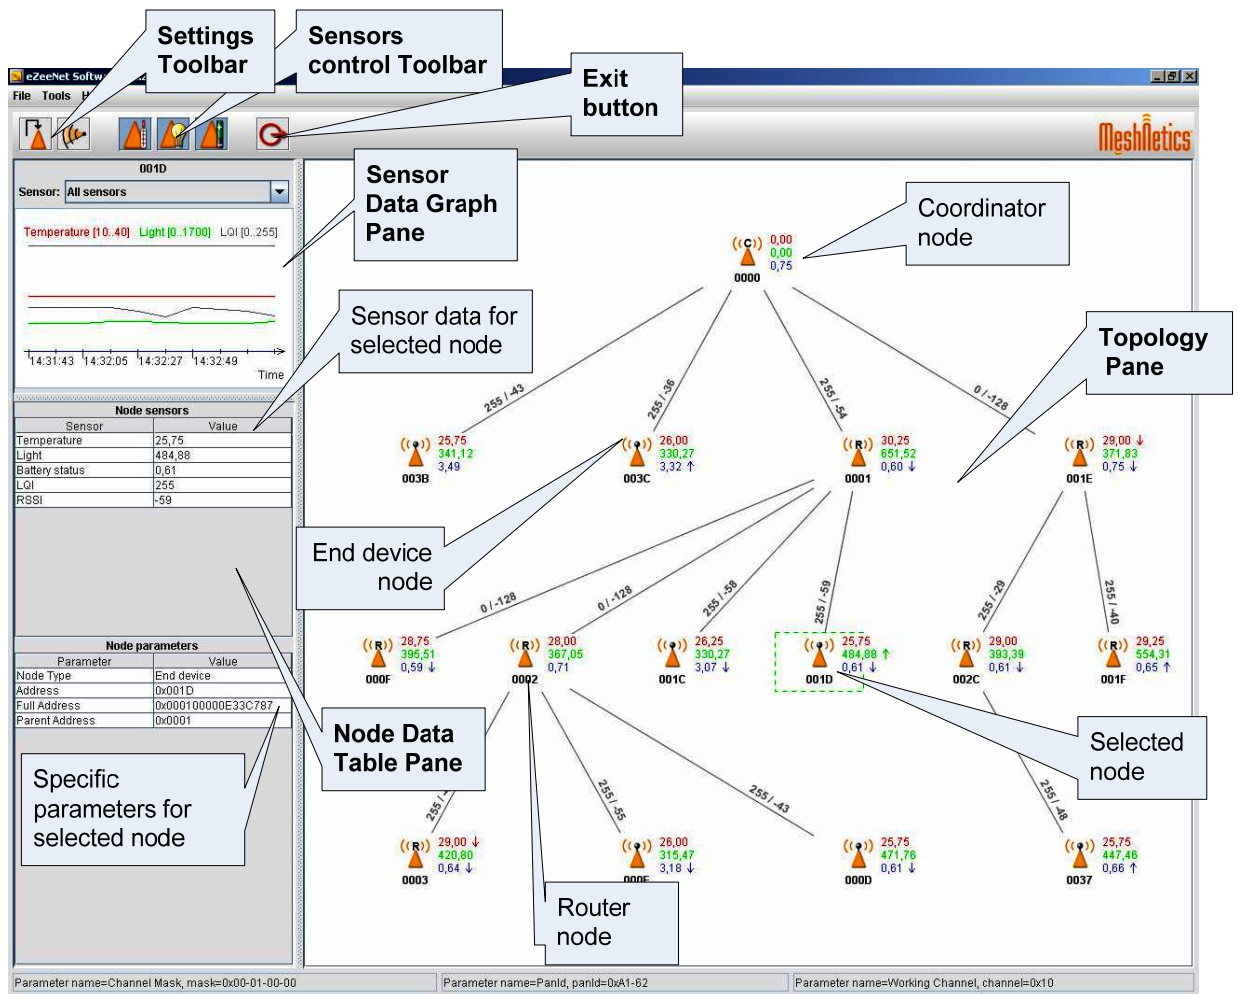 Settings
Toolbar
Sensors
control Toolbar
Exit
button
eZeeNet Softw
File Tools
MeshNetics
001D
Sensor: All sensors
Temperature [10..40] Light [0..1700] LQI [0..255]
14:31:43 14:32:05 14:32:27 14:32:49
Time
Sensor
Data Graph
Pane
Sensor data for
selected node
Coordinator
node
Topology
Pane
Node sensors
Sensor Value
Temperature 25,75
Light 484,88
Battery status 0,61
LQI 255
RSSI -59
Node parameters
Parameter Value
Node Type End device
Address 0x001D
Full Address 0x000100000E33C787
Parent Address 0x0001
Specific
parameters for
selected node
Node Data
Table Pane
End device
node
Router
node
Selected
node
(C) 0,00
0,00
0,75
0000
255 / -43
255 / -36
255 / -54
0 / -128
25,75
341,12
3,49
003B
26,00
330,27
3,32 ↑
003C
(R) 30,25
651,52
0,60 ↓
0001
(R) 29,00 ↓
371,83
0,75 ↓
001E
0 / -128
0 / -128
255 / -58
255 / -59
255 / -29
255 / -40
(R) 28,75
395,51
0,59 ↓
000F
(R) 28,00
367,05
0,71
0002
26,25
330,27
3,07 ↓
001C
25,75
484,88 ↑
0,61 ↓
001D
(R) 29,00
393,39
0,61 ↓
002C
(R) 29,25
554,31
0,65 ↑
001F
255 / -55
255 / -43
255 / -48
(R) 29,00 ↓
420,80
0,64 ↓
0003
26,00
315,47
3,18 ↓
25,75
471,76
0,61 ↓
000D
(R) 25,75
447,46
0,66 ↑
0037
Parameter name=Channel Mask, mask=0x00-01-00-00
Parameter name=PanId, panId=0xA1-62
Parameter name=Working Channel, channel=0x10